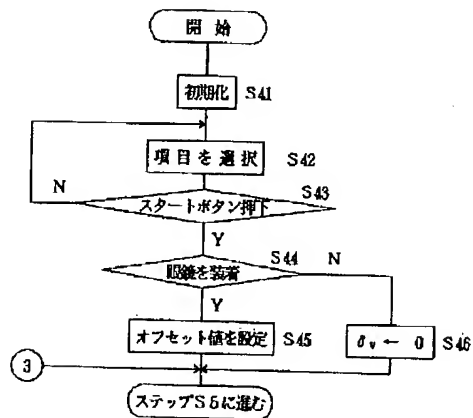 開始
初期化 S41
項目を選択 S42
N
S43
スタートボタン押下
Y
S44 N
眼鏡を装着
Y
オフセット値を設定 S45
δv ← 0 S46
3
ステップS5に進む